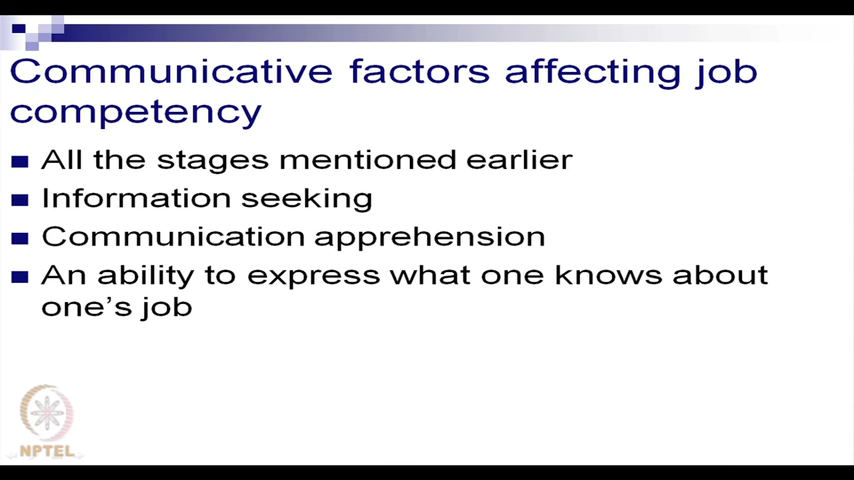 Communicative factors affecting job
competency
All the stages mentioned earlier
Information seeking
Communication apprehension
An ability to express what one knows about
one's job
NPTEL